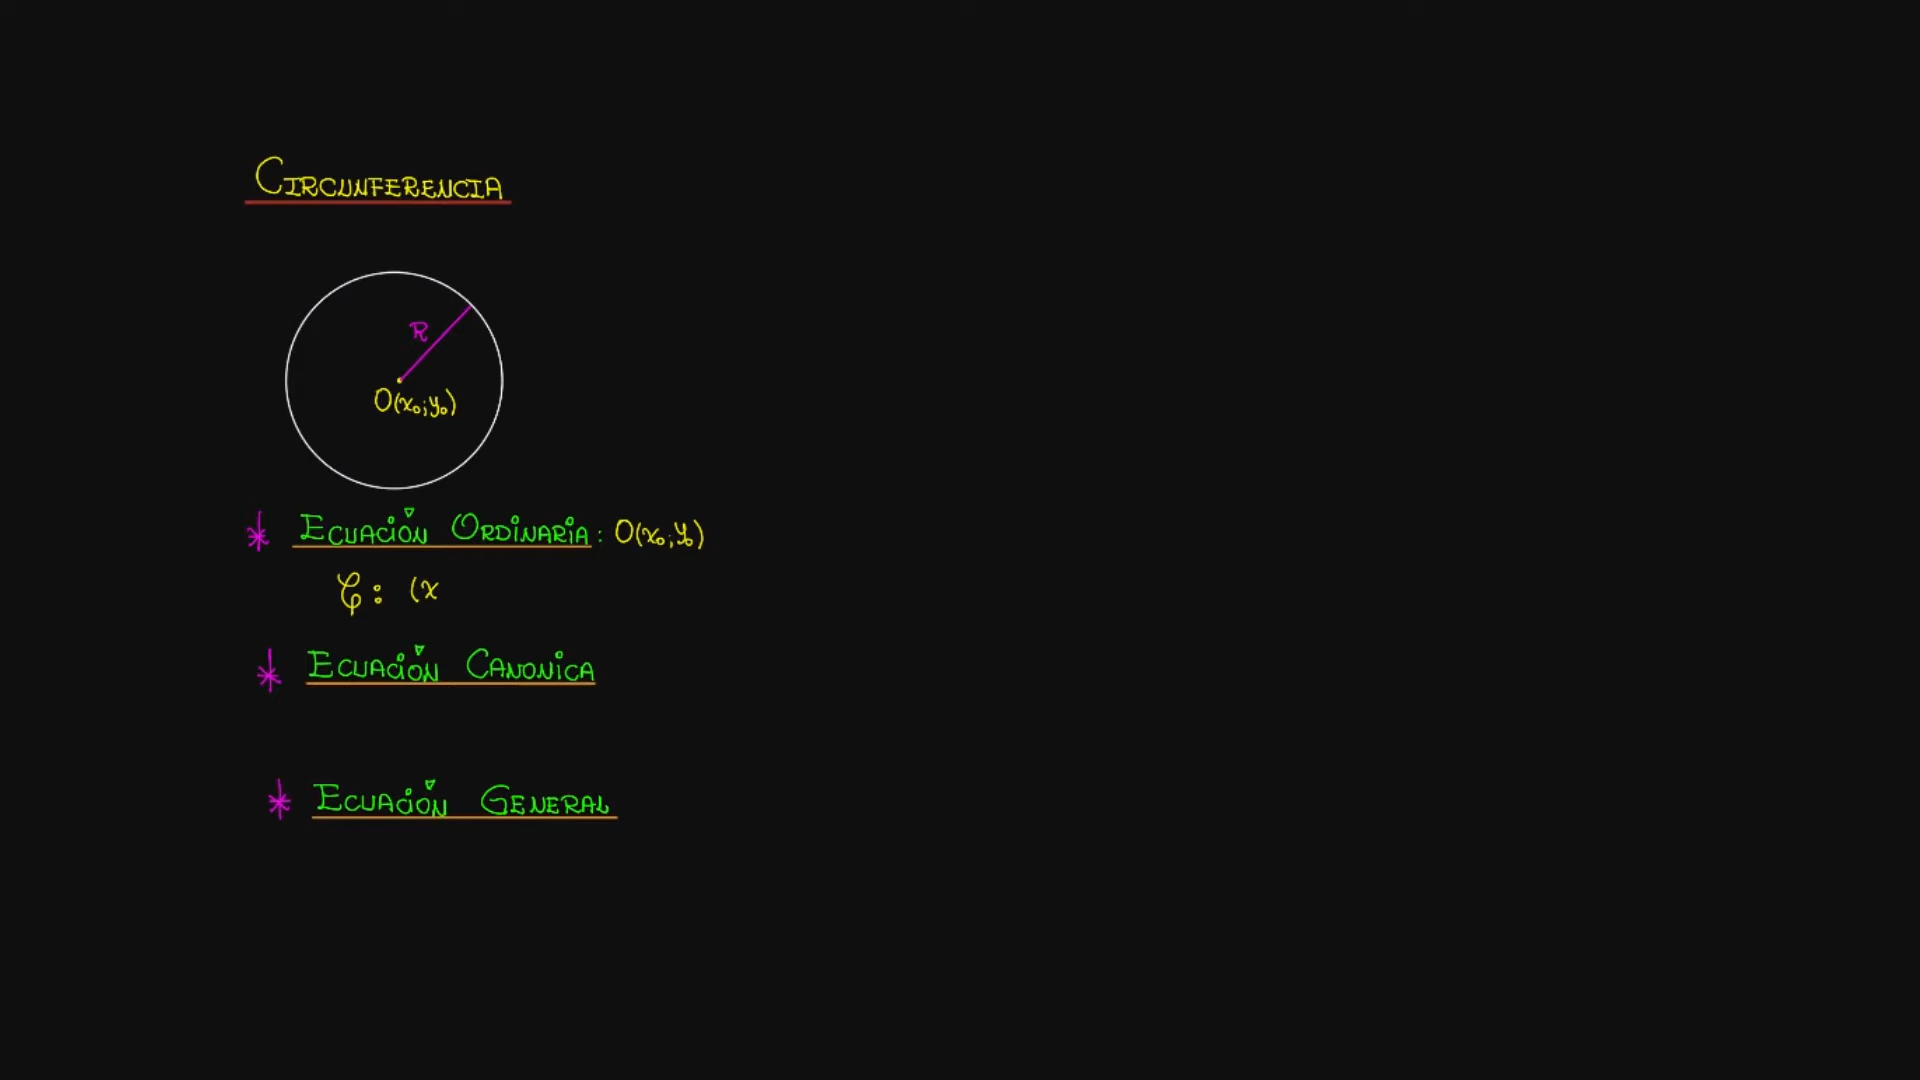 CIRCUNFERENCIA
R
O(x₀;y₀)
* ECUACIÓN ORDINARIA: O(x₀;y₀)
C: (x
* ECUACIÓN CANONICA
* ECUACIÓN GENERAL